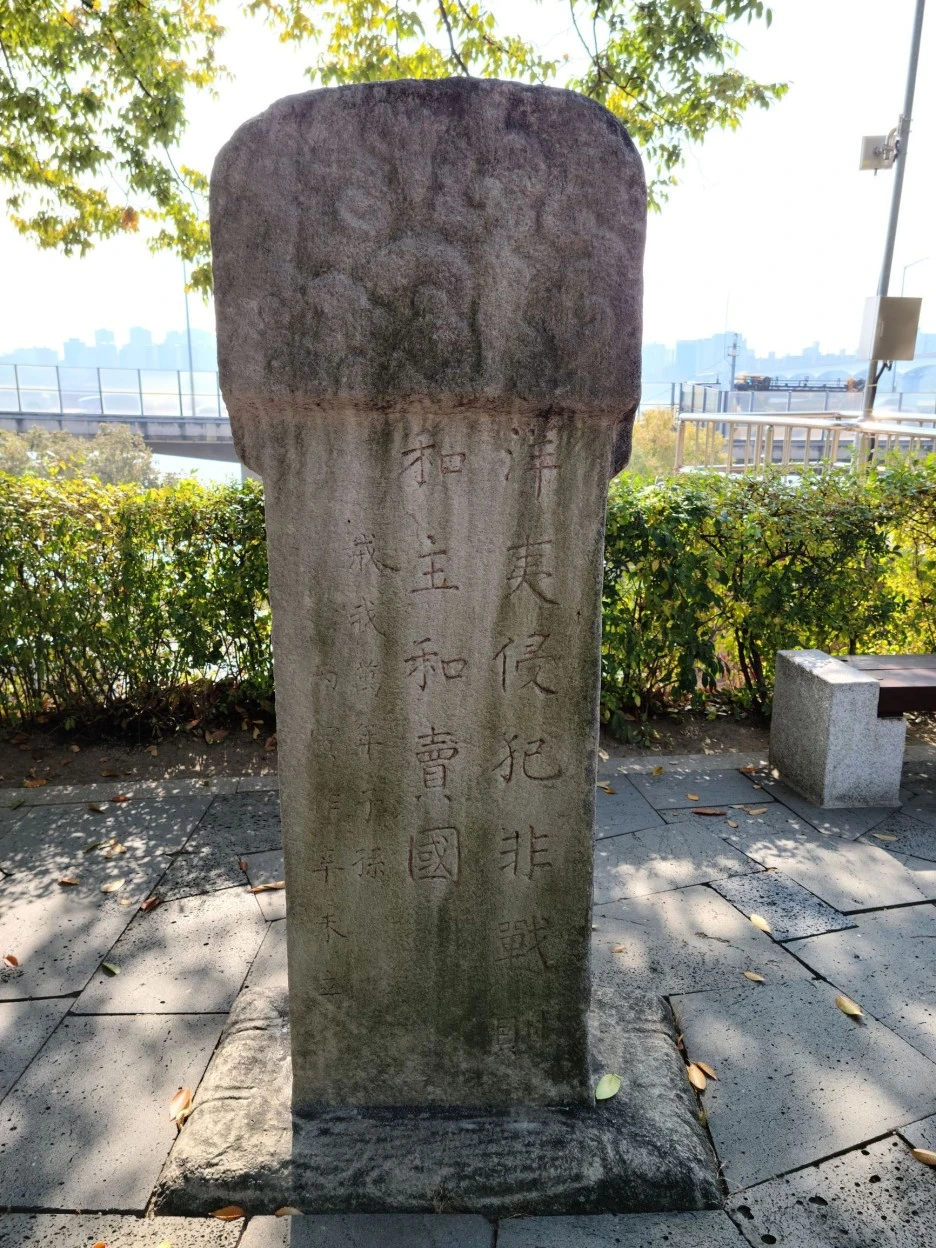 洋夷侵犯非戰則
和主和賣國
戒我萬年子孫
丙寅作辛未立